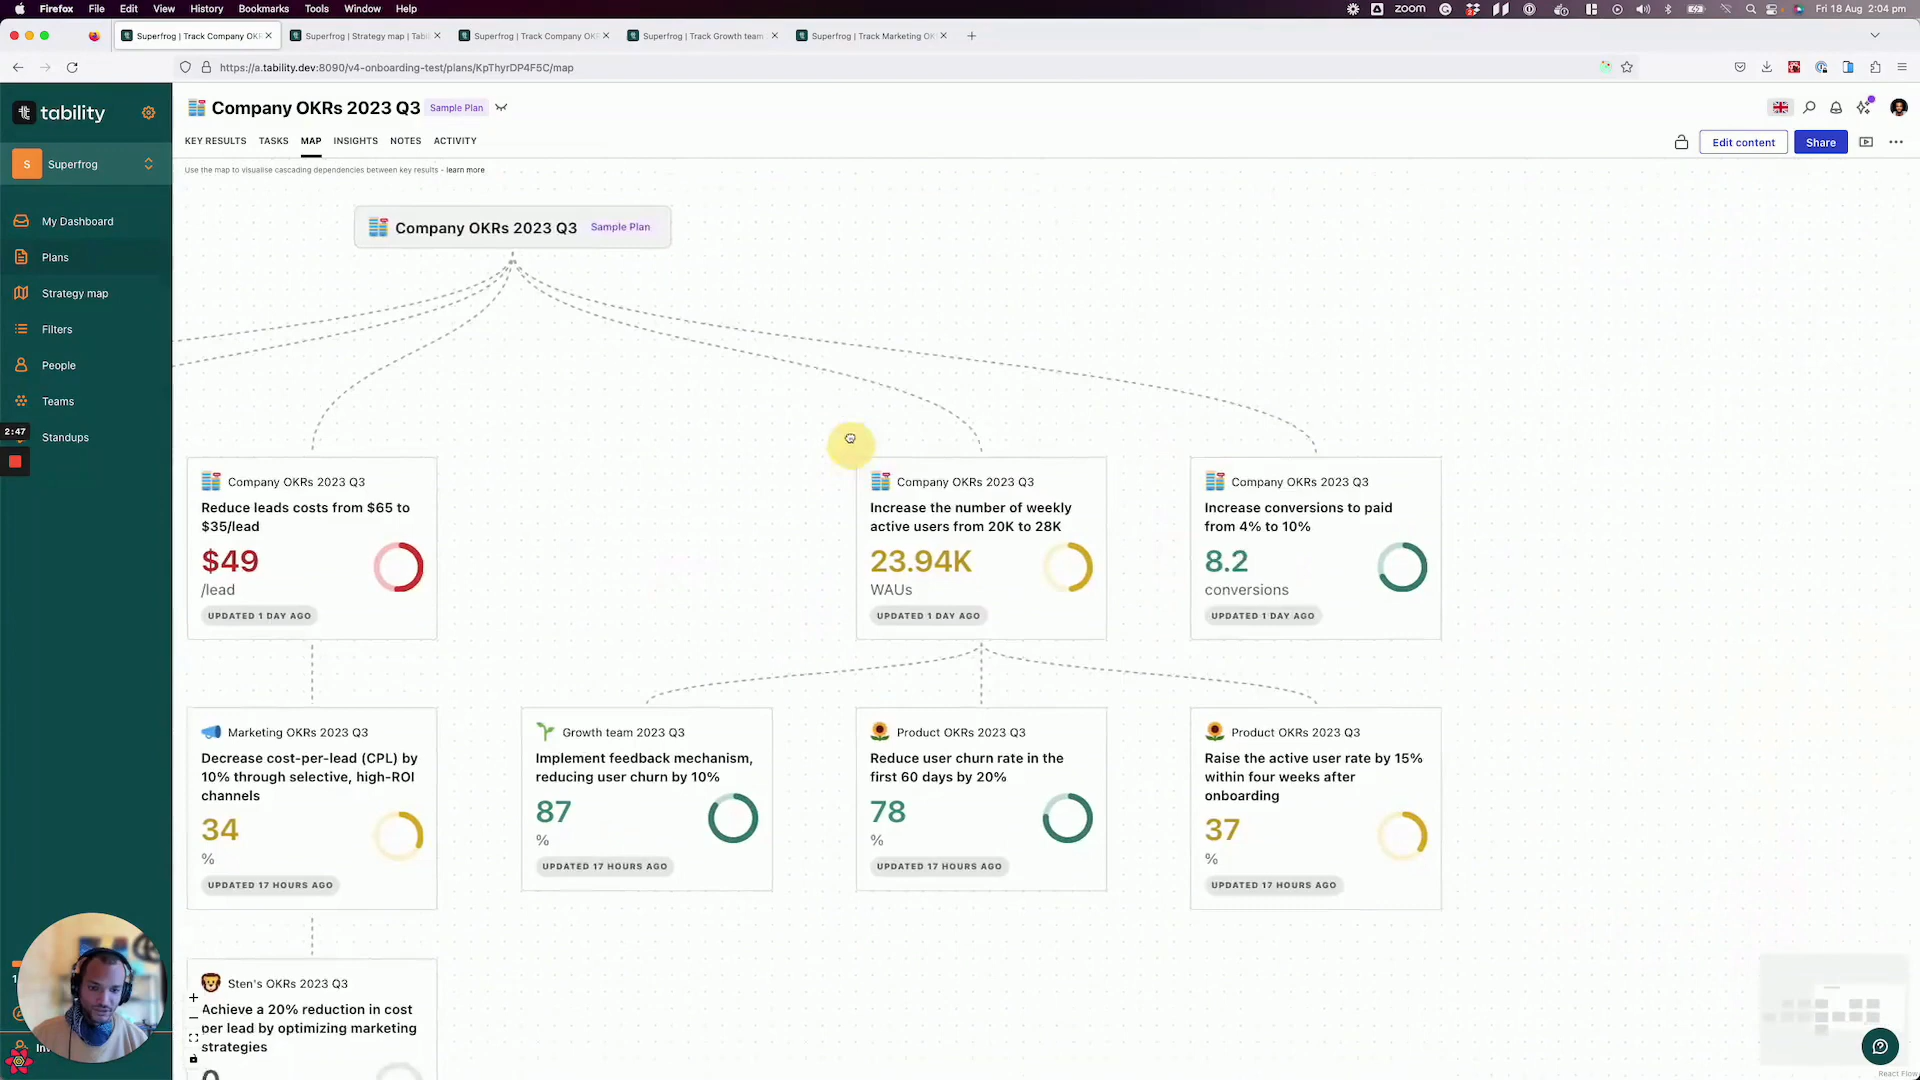 Firefox File Edit View History Bookmarks Tools Window Help
zoom Fri 18 Aug 2:04 pm
Superfrog | Track Company OKR
Superfrog | Strategy map | Tabil
Superfrog | Track Company OKR
Superfrog | Track Growth team
Superfrog | Track Marketing OK
https://a.tability.dev:8090/v4-onboarding-test/plans/KpThyrDP4F5C/map
tability
S Superfrog
My Dashboard
Plans
Strategy map
Filters
People
Teams
2:47
Standups
Company OKRs 2023 Q3 Sample Plan
KEY RESULTS TASKS MAP INSIGHTS NOTES ACTIVITY
Edit content Share
Use the map to visualise cascading dependencies between key results - learn more
Company OKRs 2023 Q3 Sample Plan
Company OKRs 2023 Q3
Reduce leads costs from $65 to
$35/lead
$49
/lead
UPDATED 1 DAY AGO
Company OKRs 2023 Q3
Increase the number of weekly
active users from 20K to 28K
23.94K
WAUs
UPDATED 1 DAY AGO
Company OKRs 2023 Q3
Increase conversions to paid
from 4% to 10%
8.2
conversions
UPDATED 1 DAY AGO
Marketing OKRs 2023 Q3
Decrease cost-per-lead (CPL) by
10% through selective, high-ROI
channels
34
%
UPDATED 17 HOURS AGO
Growth team 2023 Q3
Implement feedback mechanism,
reducing user churn by 10%
87
%
UPDATED 17 HOURS AGO
Product OKRs 2023 Q3
Reduce user churn rate in the
first 60 days by 20%
78
%
UPDATED 17 HOURS AGO
Product OKRs 2023 Q3
Raise the active user rate by 15%
within four weeks after
onboarding
37
%
UPDATED 17 HOURS AGO
Sten's OKRs 2023 Q3
Achieve a 20% reduction in cost
per lead by optimizing marketing
strategies
0
React Flow